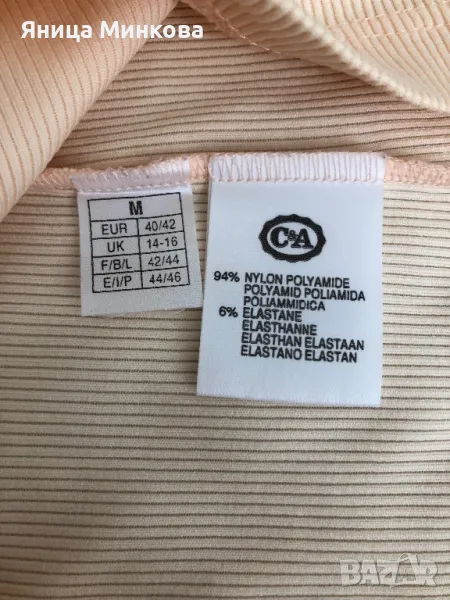 Яница Минкова
M
EUR 40/42
UK 14-16
F/B/L 42/44
E/I/P 44/46
C&A
94% NYLON POLYAMIDE
POLYAMID POLIAMIDA
POLIAMMIDICA
6% ELASTANE
ELASTHANNE
ELASTHAN ELASTAAN
ELASTANO ELASTAN
BAZAR